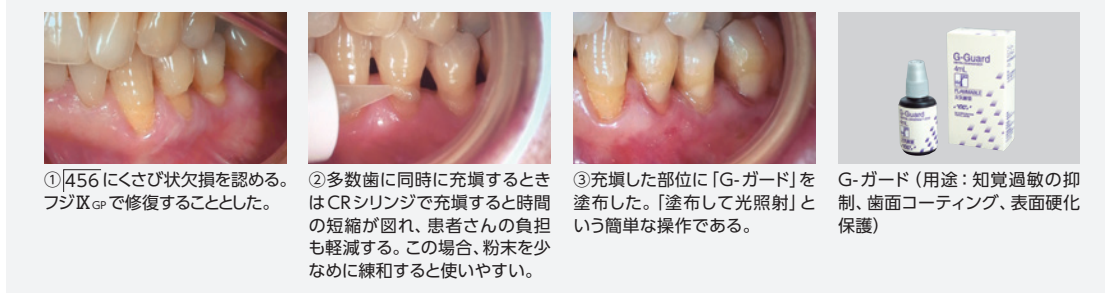 ①|456にくさび状欠損を認める。
フジⅨGPで修復することとした。
②多数歯に同時に充塡するとき
はCRシリンジで充塡すると時間
の短縮が図れ、患者さんの負担
も軽減する。この場合、粉末を少
なめに練和すると使いやすい。
③充塡した部位に「G-ガード」を
塗布した。「塗布して光照射」と
いう簡単な操作である。
G-Guard
4mL
FLAMMABLE
G-Guard
4mL
G-ガード（用途：知覚過敏の抑
制、歯面コーティング、表面硬化
保護）